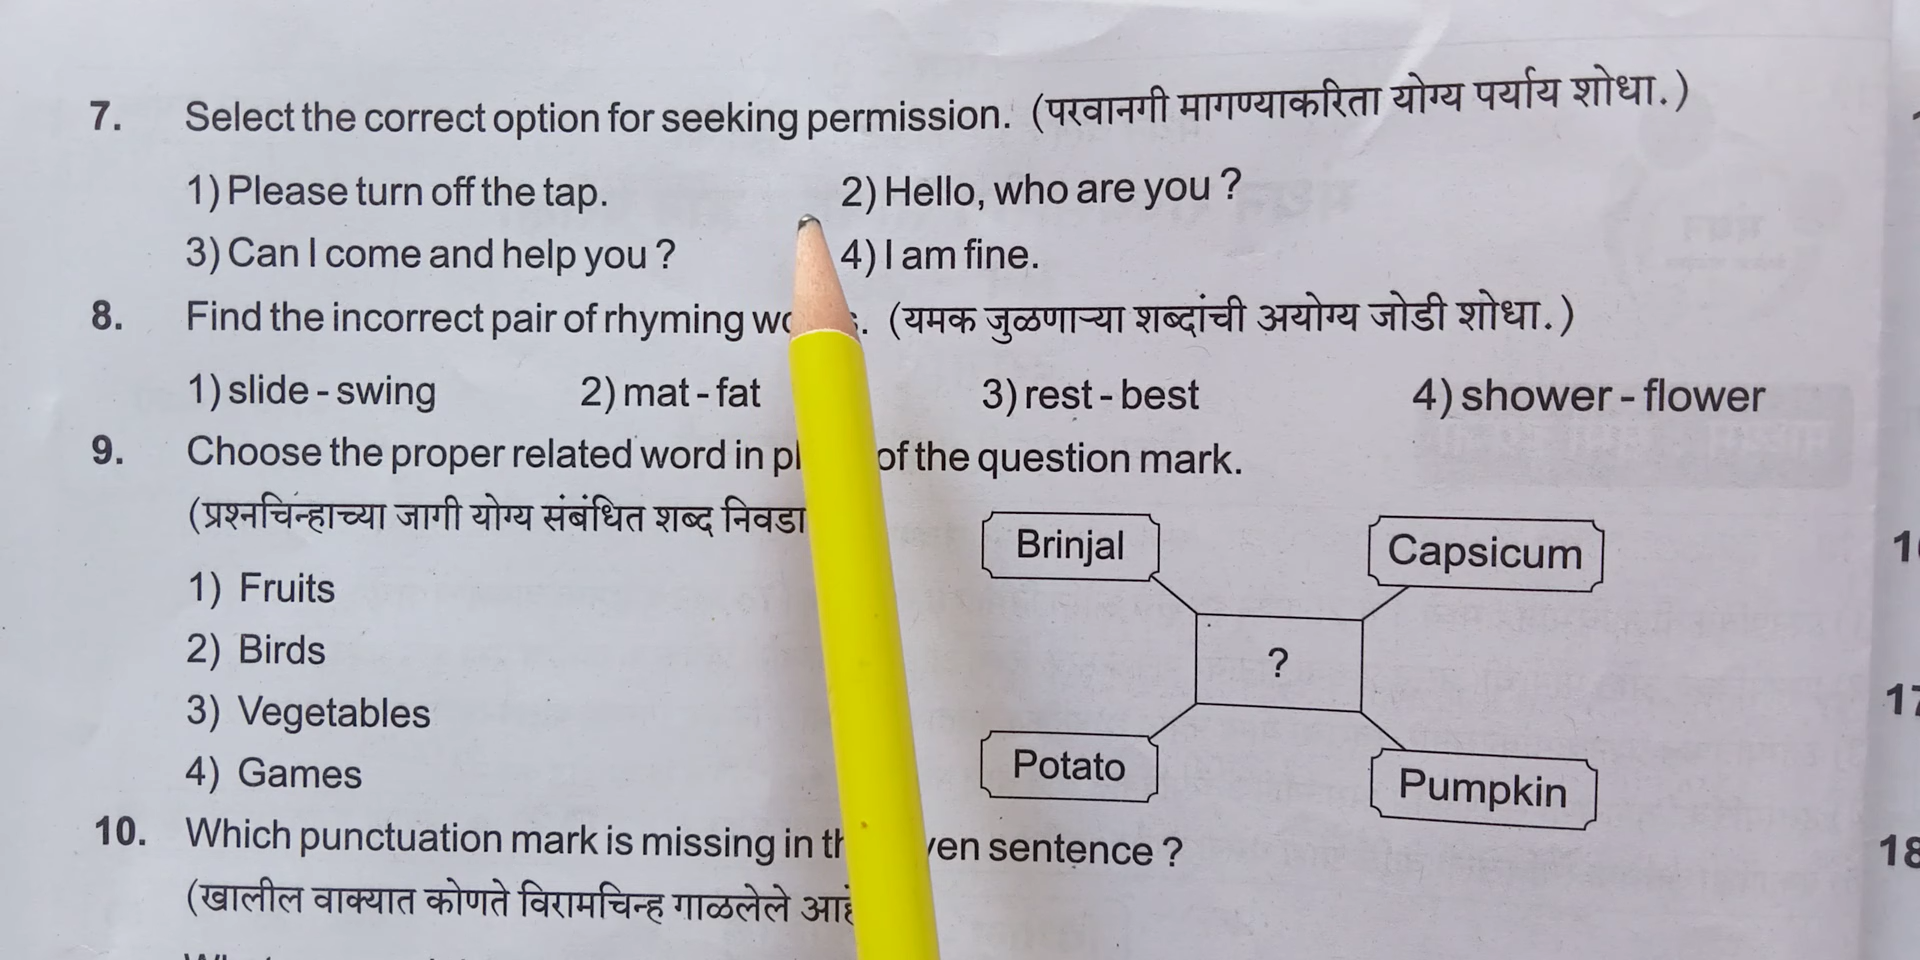 7. Select the correct option for seeking permission. (परवानगी मागण्याकरिता योग्य पर्याय शोधा.)
1) Please turn off the tap. 2) Hello, who are you ?
3) Can I come and help you ? 4) I am fine.
8. Find the incorrect pair of rhyming . (यमक जुळणाऱ्या शब्दांची अयोग्य जोडी शोधा.)
1) slide - swing 2) mat - fat 3) rest - best 4) shower - flower
9. Choose the proper related word in of the question mark.
(प्रश्नचिन्हाच्या जागी योग्य संबंधित शब्द निवडा
Brinjal Capsicum
1) Fruits
2) Birds
?
3) Vegetables
4) Games
Potato Pumpkin
10. Which punctuation mark is missing in sentence ?
(खालील वाक्यात कोणते विरामचिन्ह गाळलेले
17
18